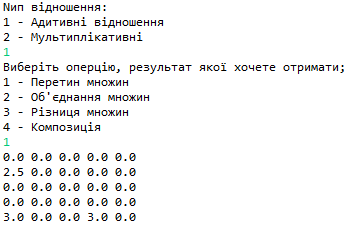 Nип відношення:
1 - Адитивні відношення
2 - Мультиплікативні
1
Виберіть оперцію, результат якої хочете отримати;
1 - Перетин множин
2 - Об'єднання множин
3 - Різниця множин
4 - Композиція
1
0.0 0.0 0.0 0.0 0.0
2.5 0.0 0.0 0.0 0.0
0.0 0.0 0.0 0.0 0.0
0.0 0.0 0.0 0.0 0.0
3.0 0.0 0.0 3.0 0.0